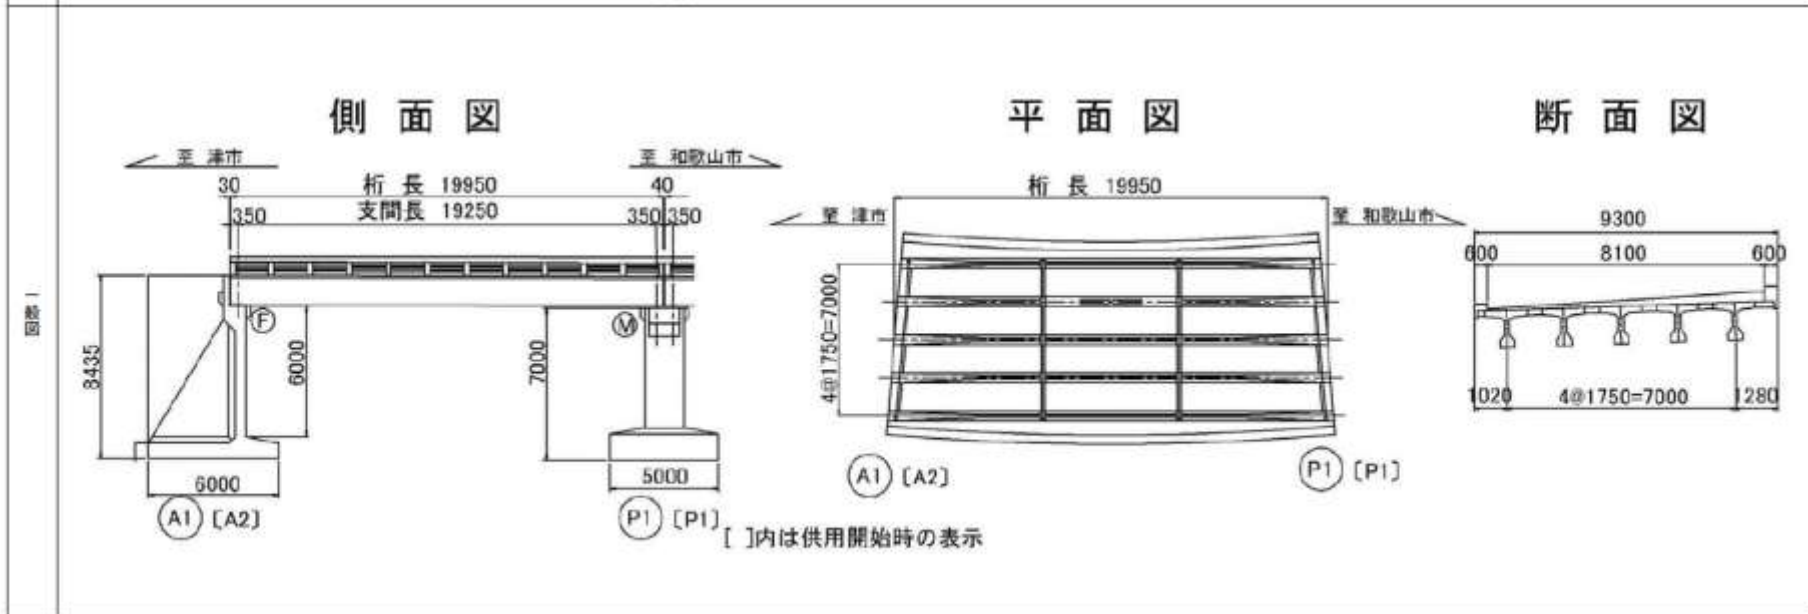 一般図
側面図
至 津市
至 和歌山市
30
桁長 19950
40
350
支間長 19250
350
350
8435
F
6000
M
7000
6000
5000
A1 [A2]
P1 [P1]
[ ]内は供用開始時の表示
平面図
桁長 19950
至 津市
至 和歌山市
4@1750=7000
A1 [A2]
P1 [P1]
断面図
9300
600
8100
600
1020
4@1750=7000
1280